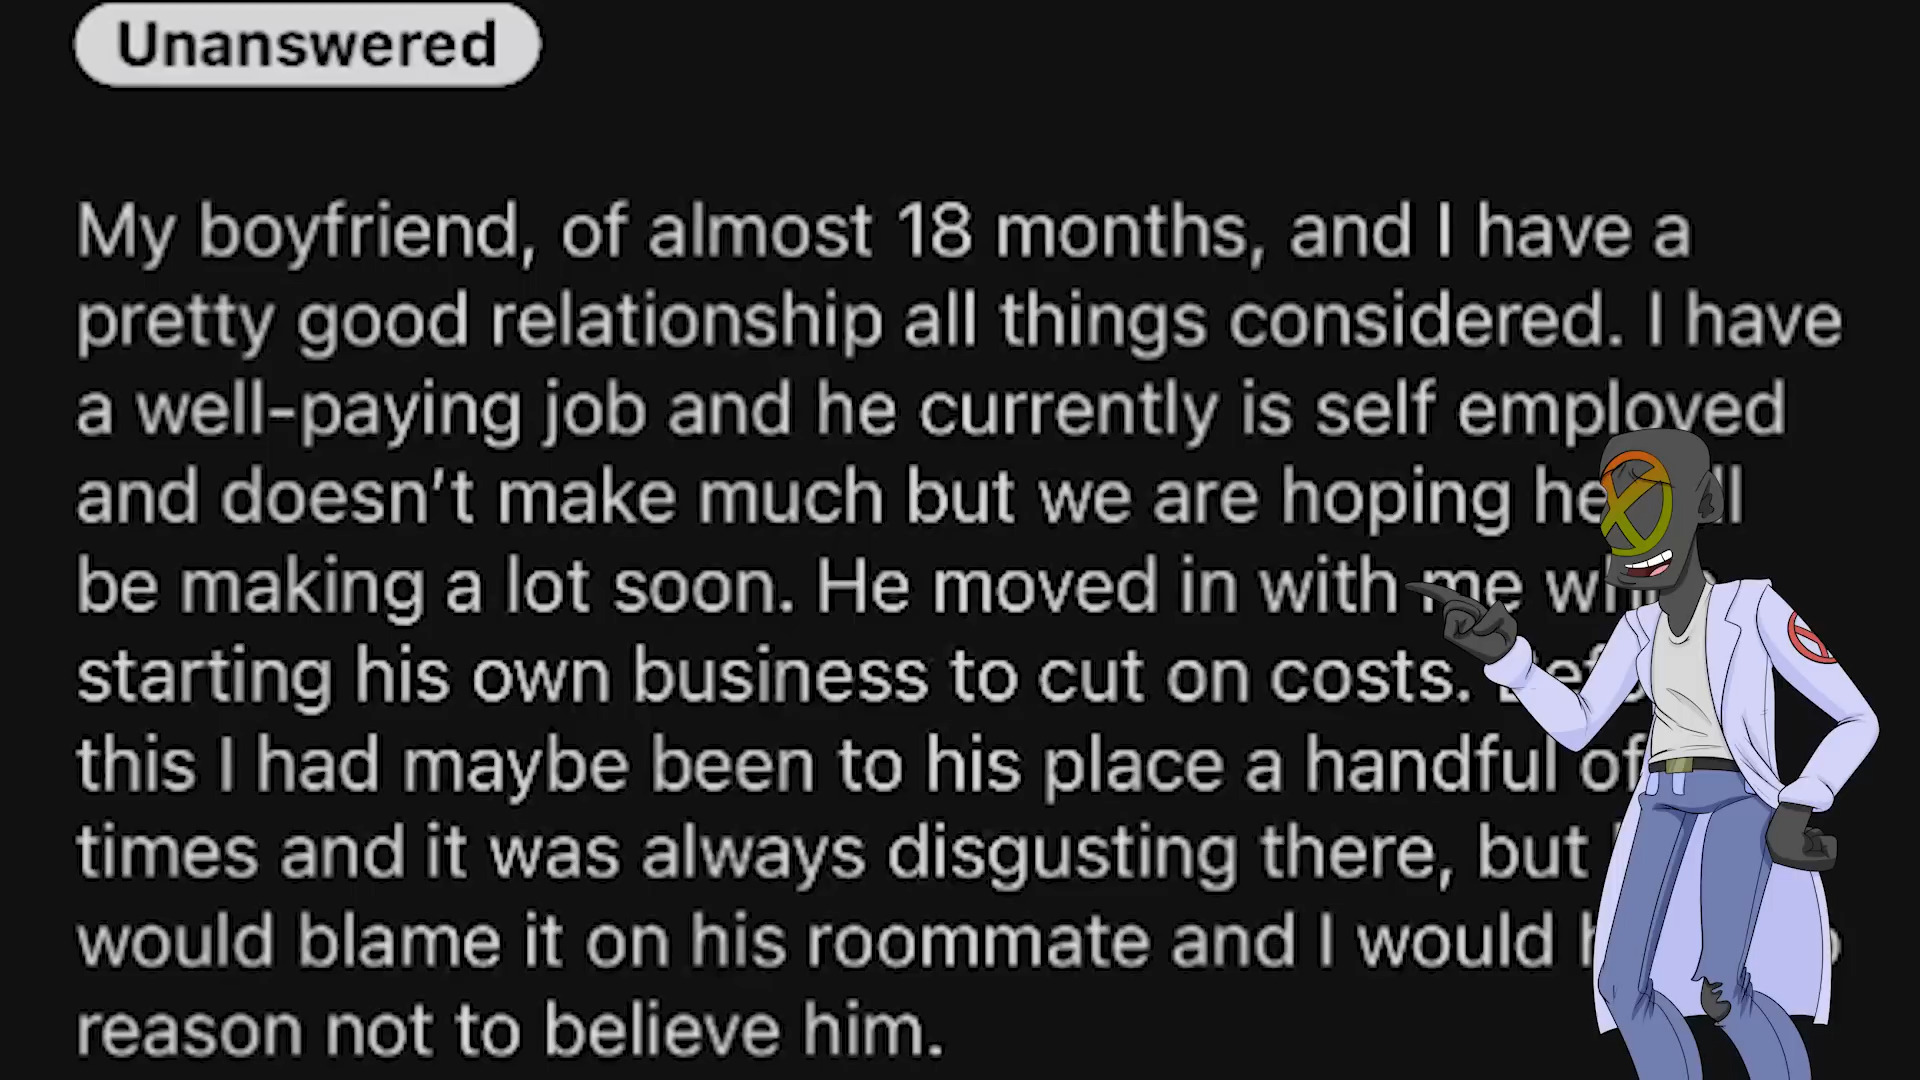 Unanswered
My boyfriend, of almost 18 months, and I have a
pretty good relationship all things considered. I have
a well-paying job and he currently is self employed
and doesn't make much but we are hoping he
be making a lot soon. He moved in with me
starting his own business to cut on costs.
this I had maybe been to his place a handful of
times and it was always disgusting there, but
would blame it on his roommate and I would
reason not to believe him.